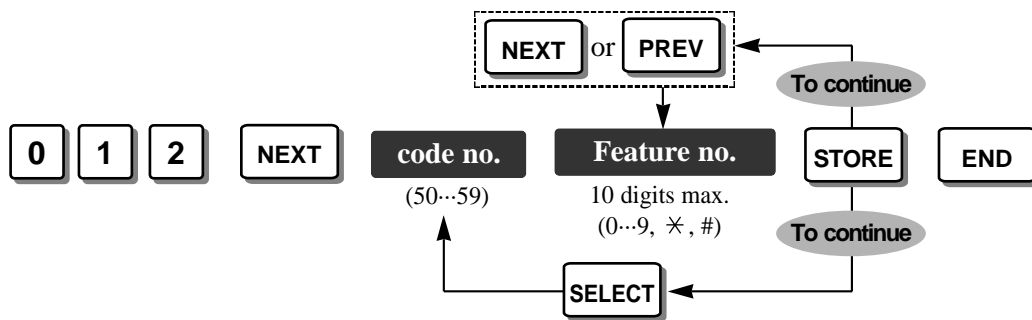 NEXT or PREV
To continue
0 1 2 NEXT code no. Feature no. STORE END
(50···59) 10 digits max.
(0···9, ✳, #)
To continue
SELECT